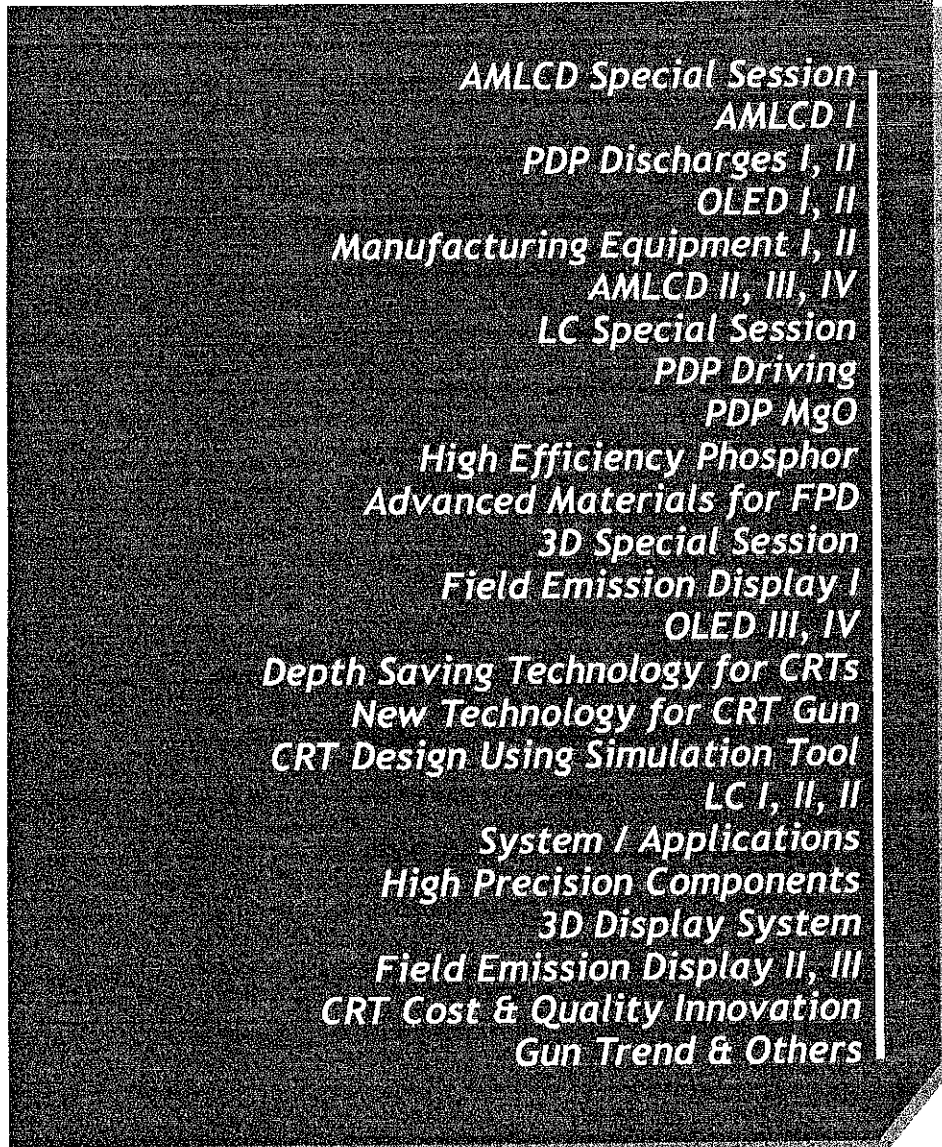 AMLCD Special Session
AMLCD I
PDP Discharges I, II
OLED I, II
Manufacturing Equipment I, II
AMLCD II, III, IV
LC Special Session
PDP Driving
PDP MgO
High Efficiency Phosphor
Advanced Materials for FPD
3D Special Session
Field Emission Display I
OLED III, IV
Depth Saving Technology for CRTs
New Technology for CRT Gun
CRT Design Using Simulation Tool
LC I, II, II
System / Applications
High Precision Components
3D Display System
Field Emission Display II, III
CRT Cost & Quality Innovation
Gun Trend & Others